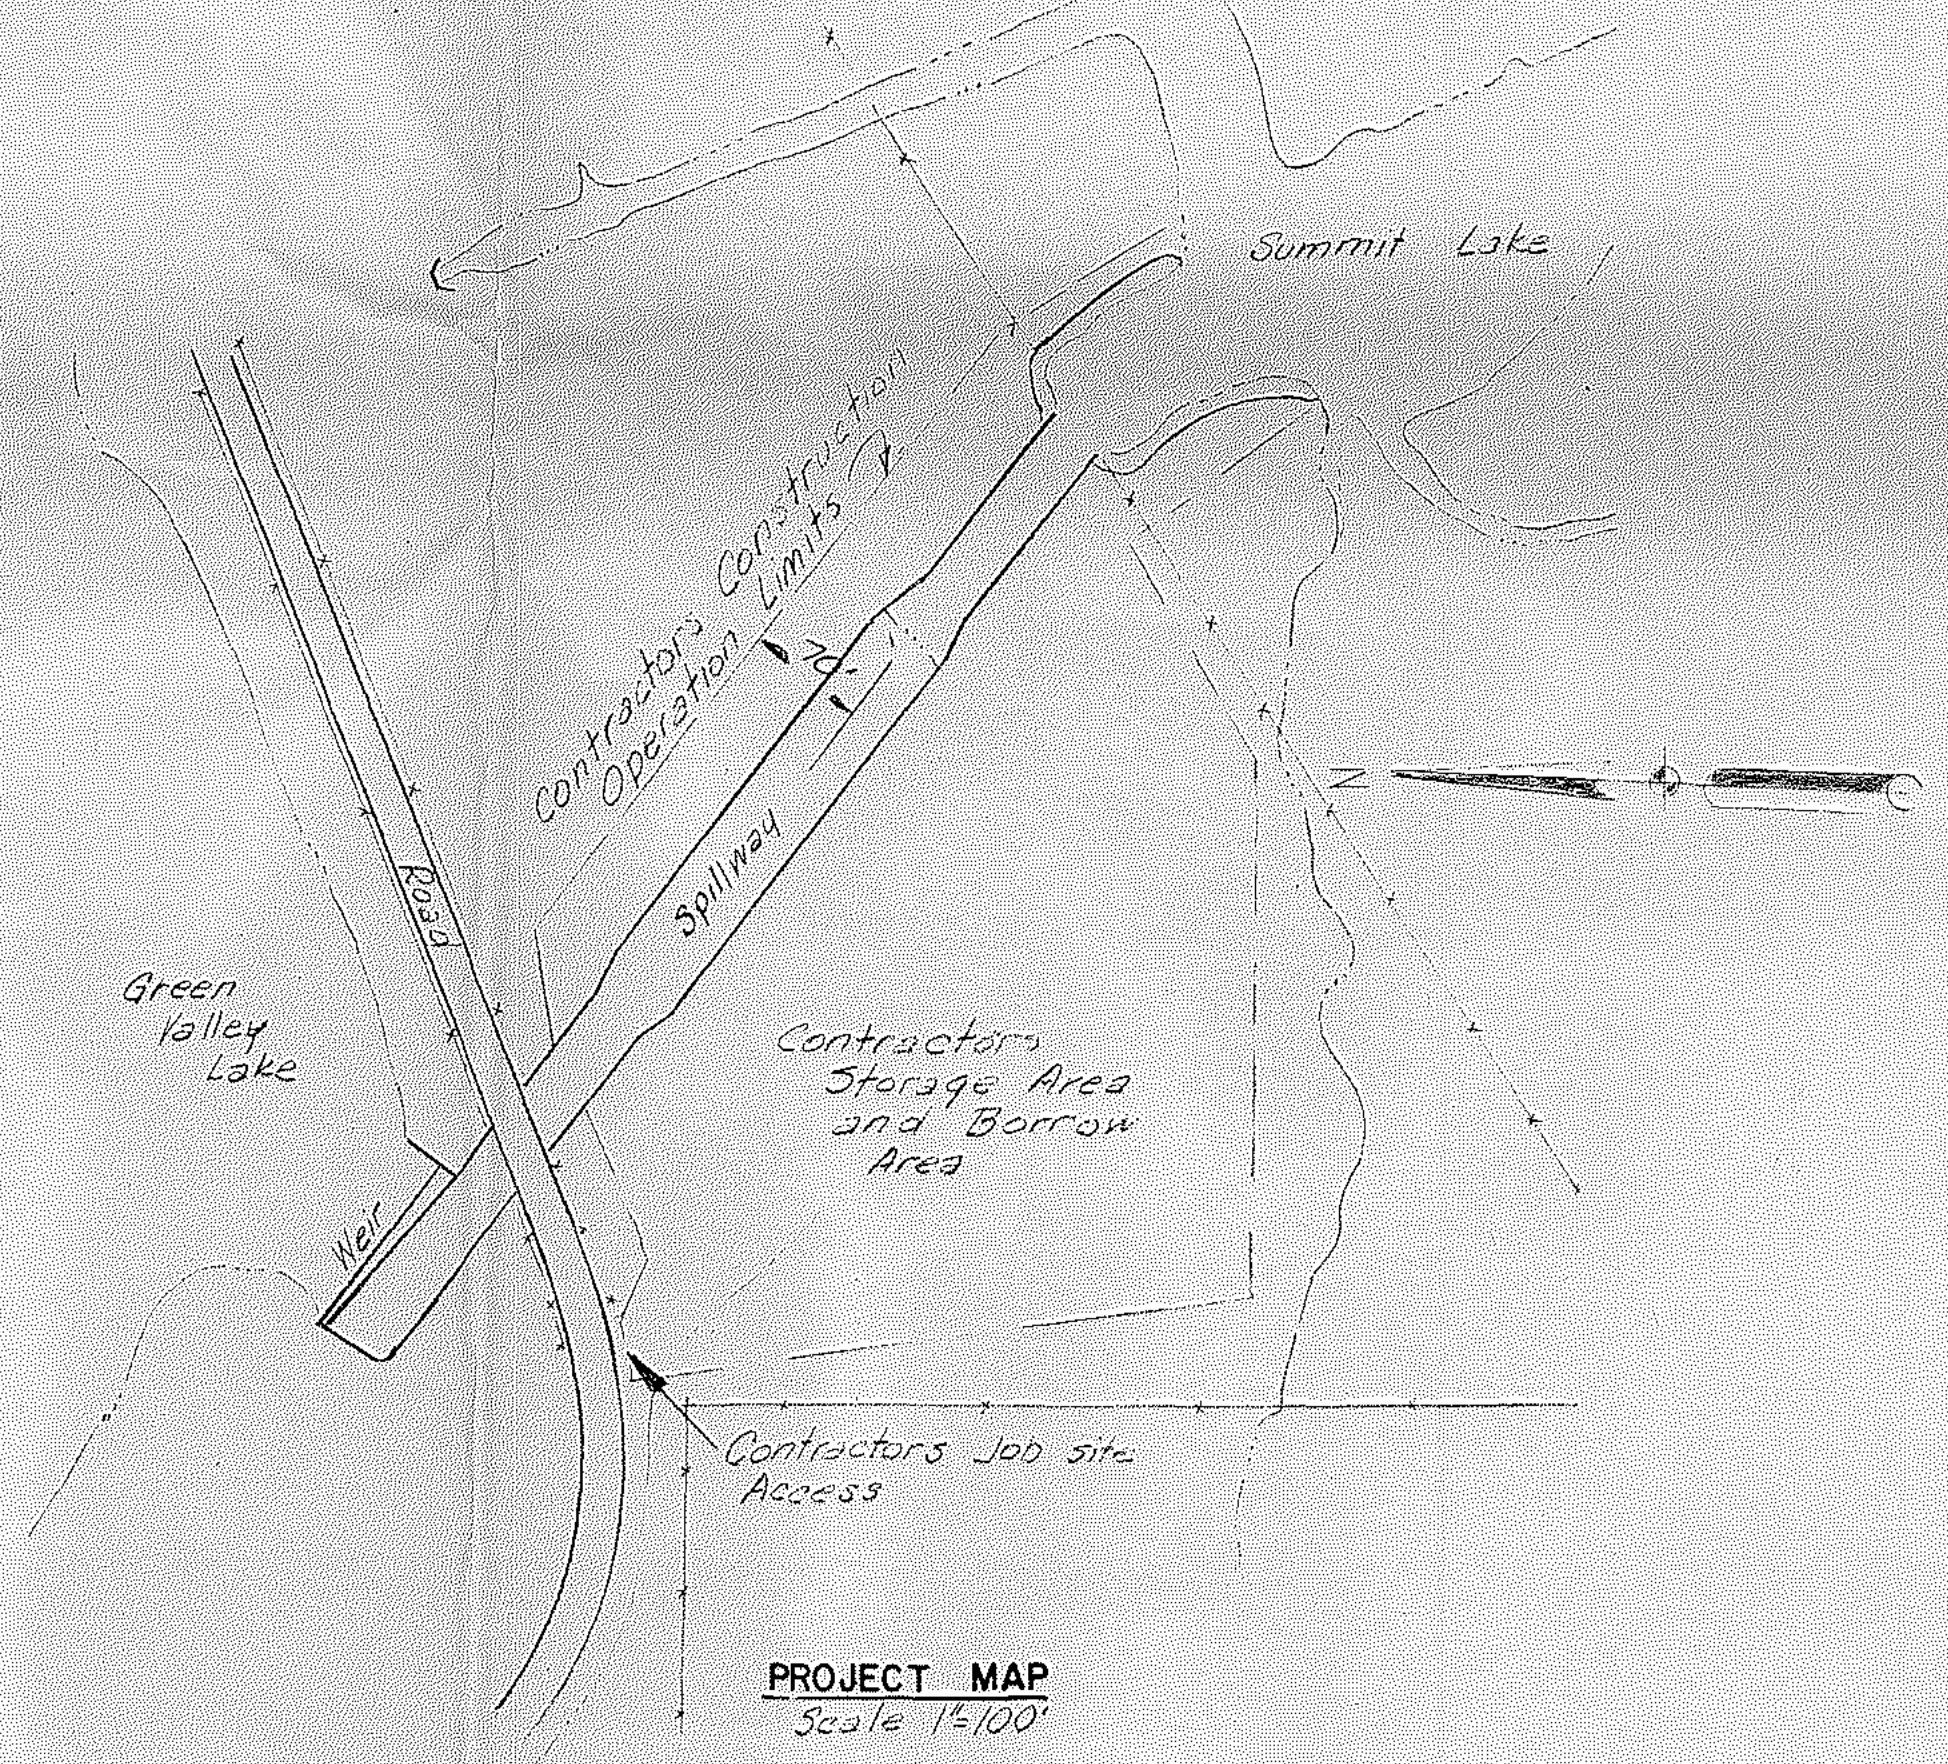 Summit Lake
Contractors Construction
Operation Limits
70'
Road
Spillway
N
Green
Valley
Lake
Contractors
Storage Area
and Borrow
Area
Weir
Contractors Job site
Access
PROJECT MAP
Scale 1"=100'